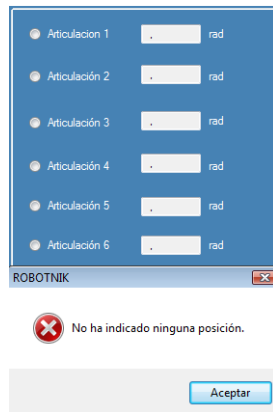 Articulacion 1 . rad
Articulación 2 . rad
Articulación 3 . rad
Articulación 4 . rad
Articulación 5 . rad
Articulación 6 . rad
ROBOTNIK
No ha indicado ninguna posición.
Aceptar